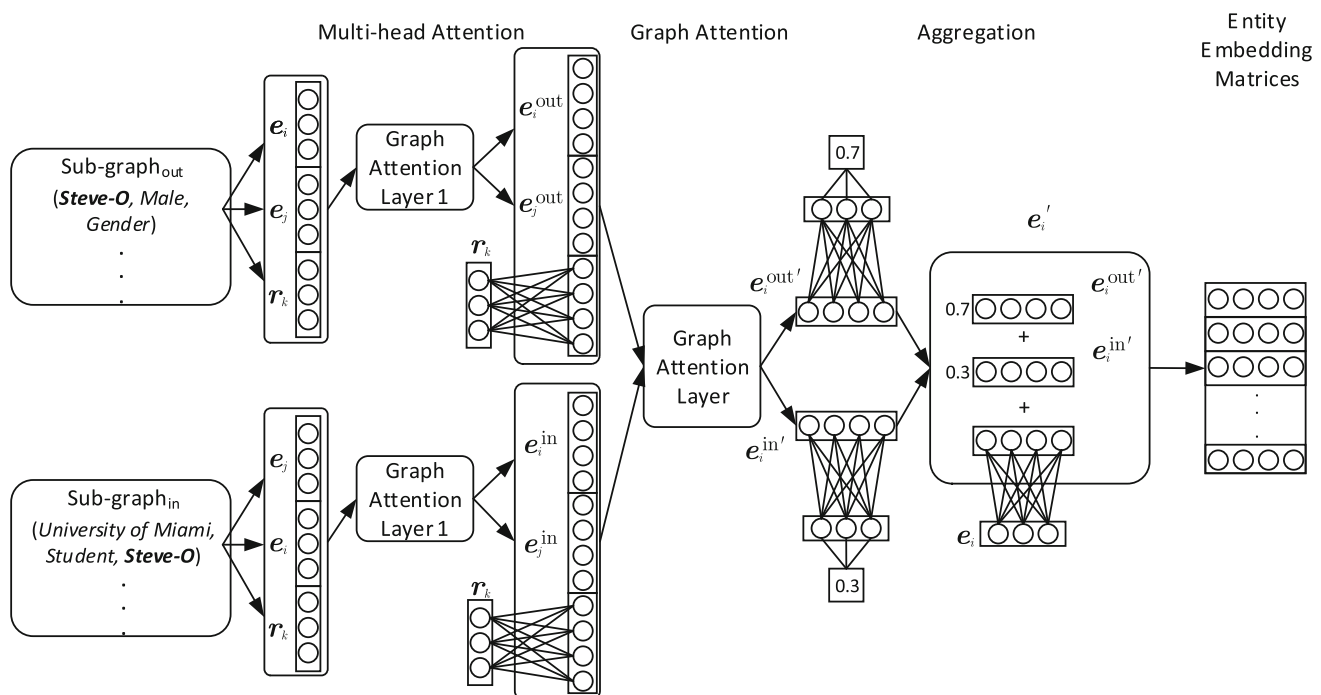 Multi-head Attention
Graph Attention
Aggregation
Entity
Embedding
Matrices
Sub-graph_out
(Steve-O, Male,
Gender)
.
.
.
e_i
e_j
r_k
Graph
Attention
Layer 1
e_i^out
e_j^out
r_k
Sub-graph_in
(University of Miami,
Student, Steve-O)
.
.
.
e_j
e_i
r_k
Graph
Attention
Layer 1
e_i^in
e_j^in
r_k
Graph
Attention
Layer
0.7
e_i^out'
e_i^in'
0.3
e_i'
e_i^out'
0.7
+
e_i^in'
0.3
+
e_i
.
.
.